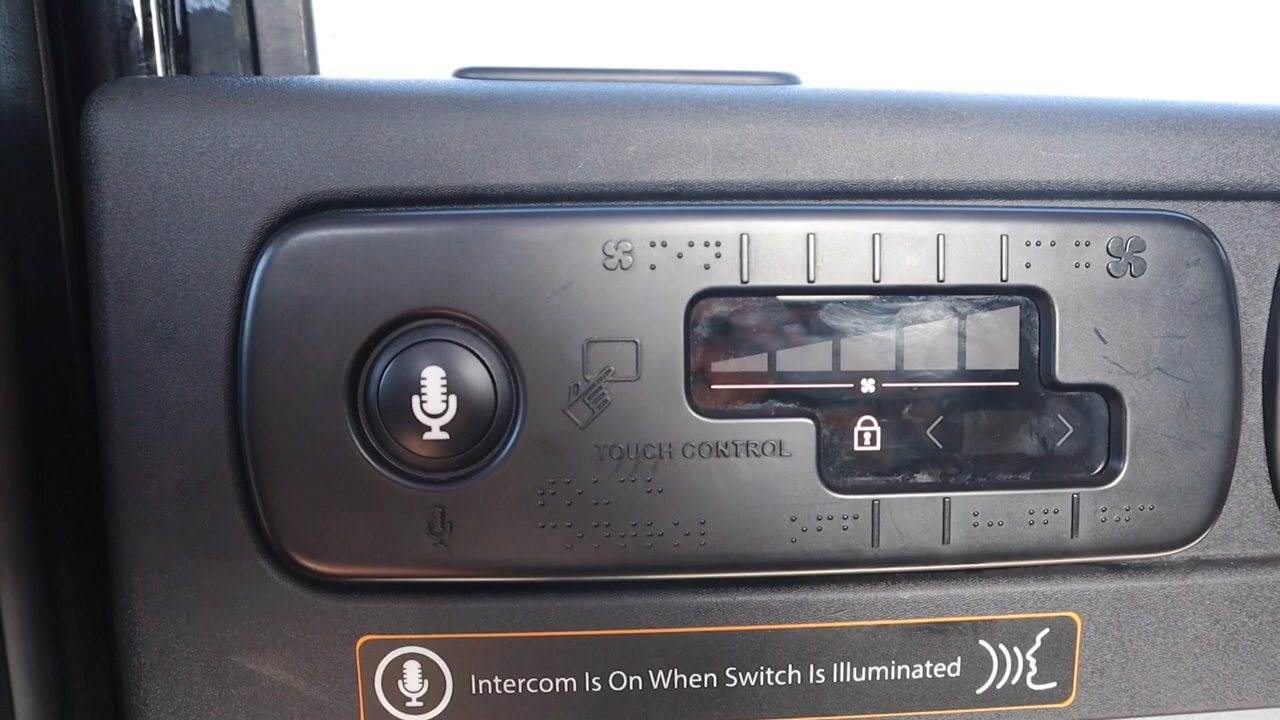 TOUCH CONTROL
Intercom Is On When Switch Is Illuminated